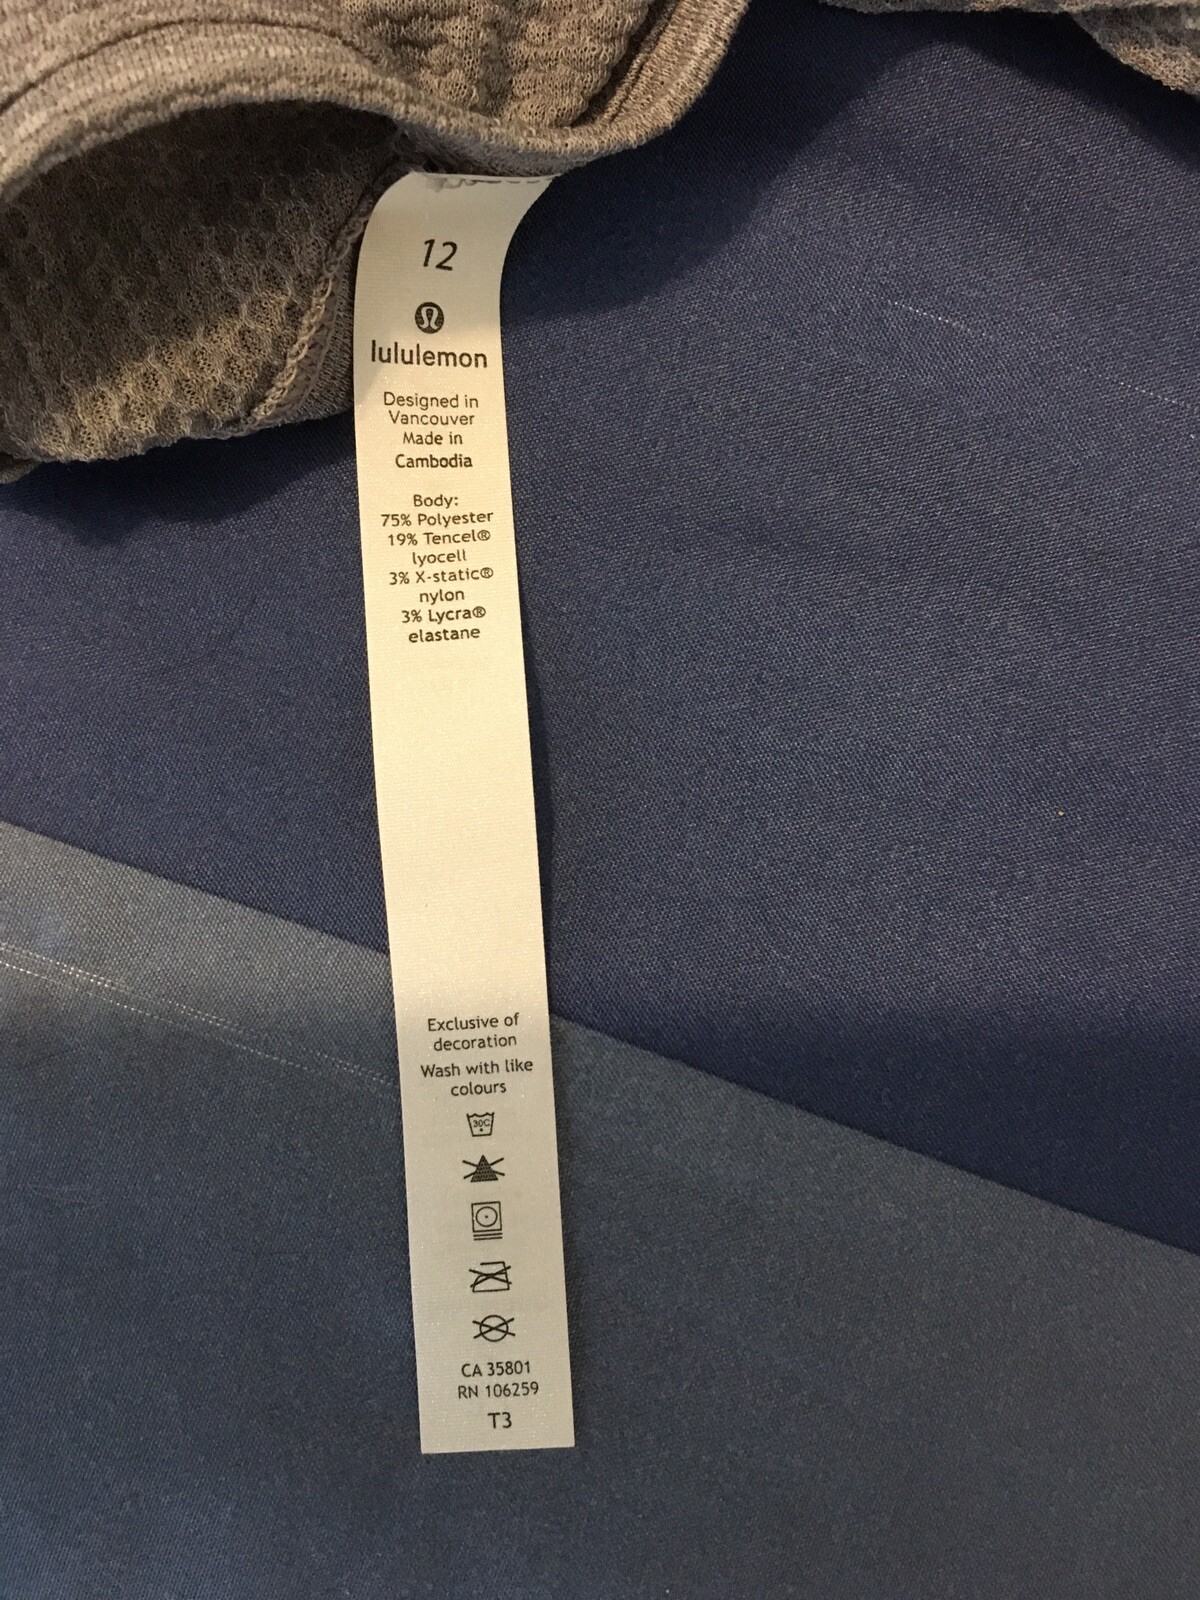 12
lululemon
Designed in
Vancouver
Made in
Cambodia
Body:
75% Polyester
19% Tencel®
lyocell
3% X-static®
nylon
3% Lycra®
elastane
Exclusive of
decoration
Wash with like
colours
30C
CA 35801
RN 106259
T3